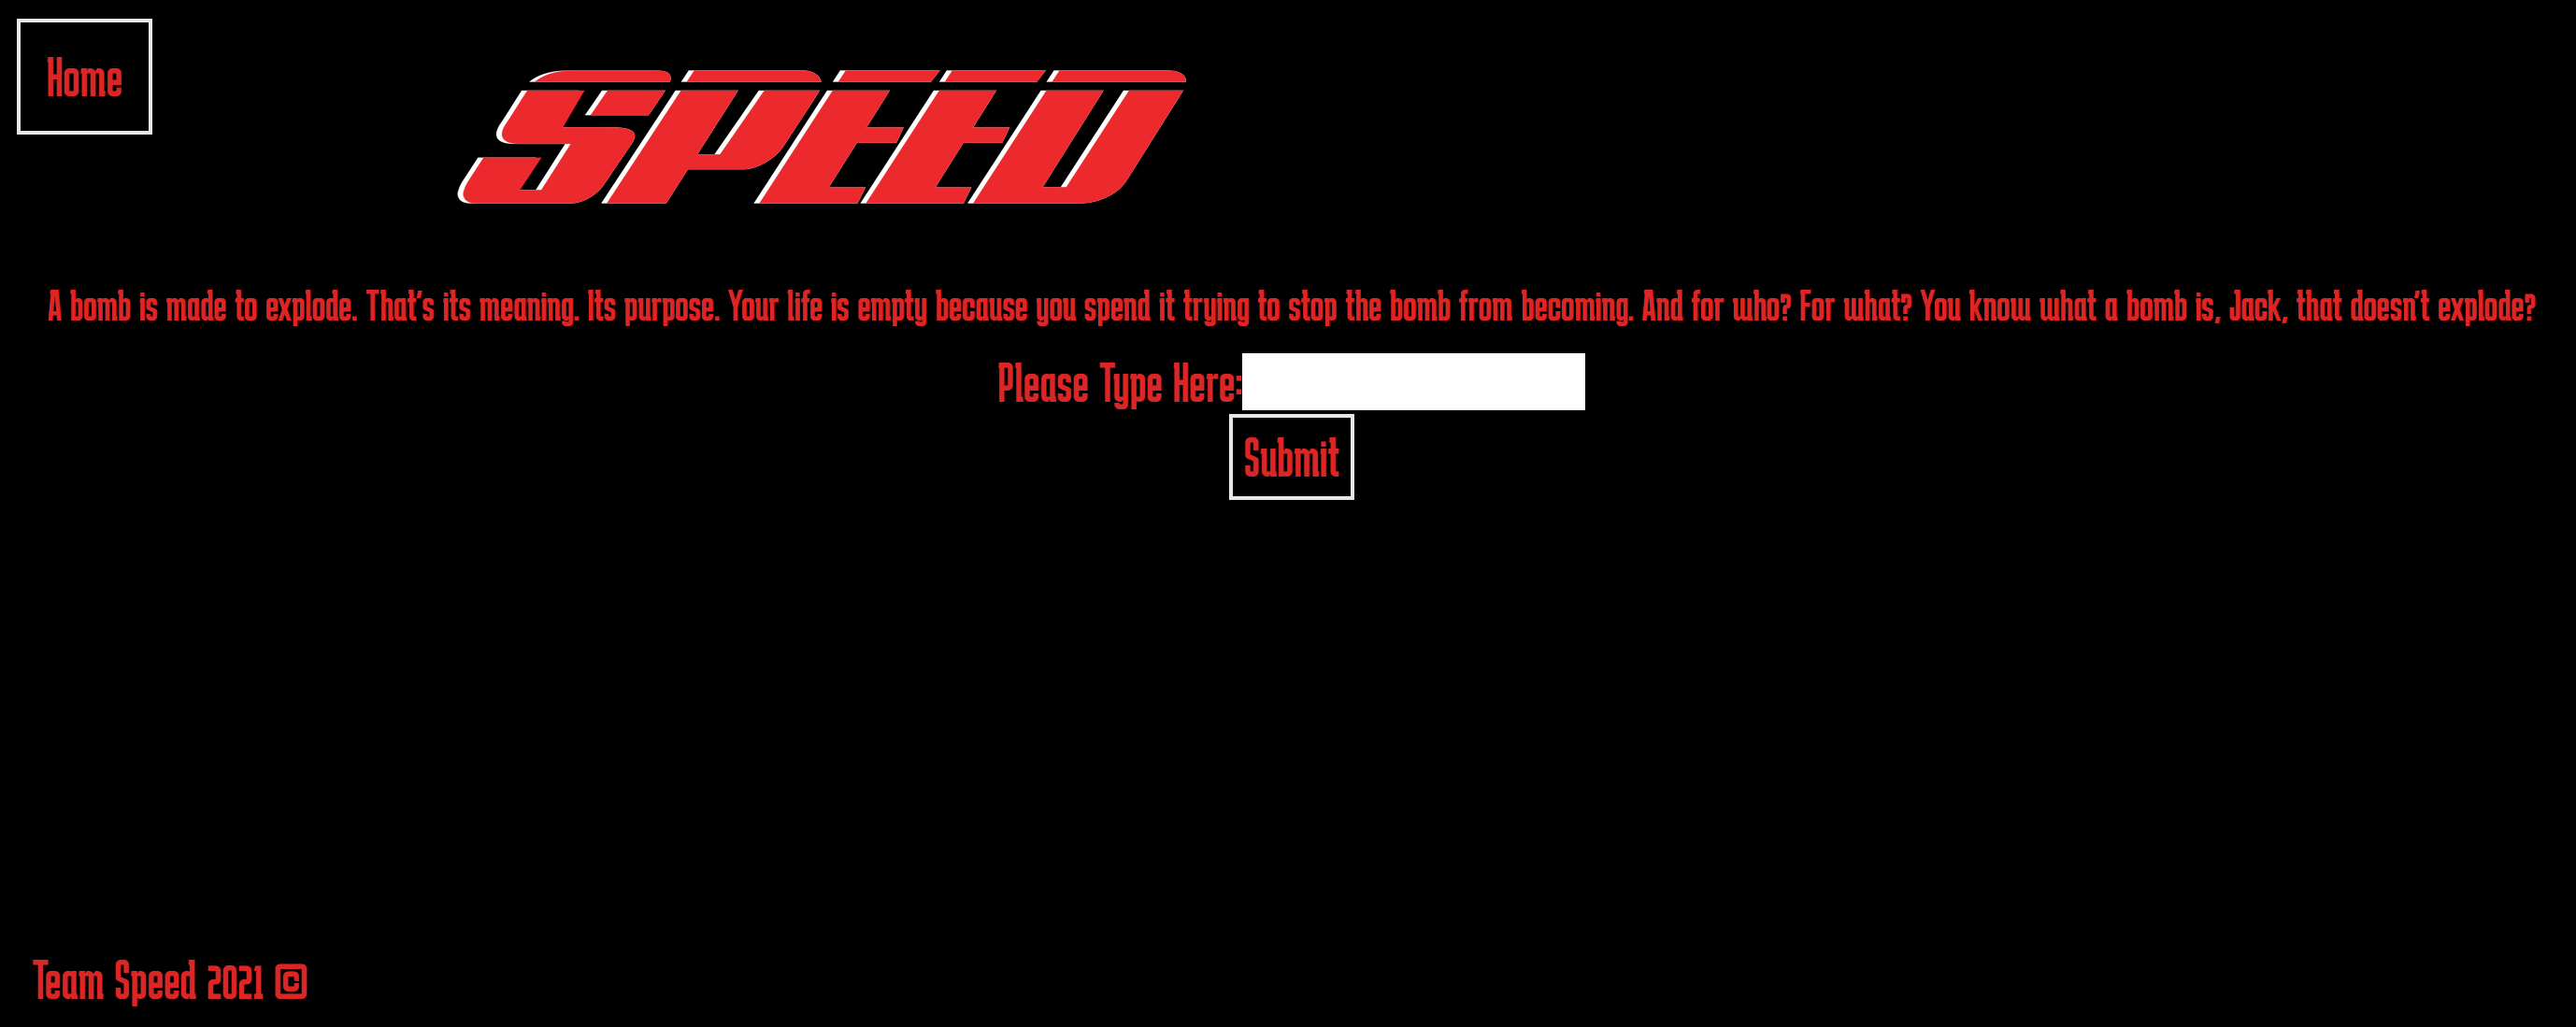 Home
SPEED
A bomb is made to explode. That's its meaning. Its purpose. Your life is empty because you spend it trying to stop the bomb from becoming. And for who? For what? You know what a bomb is, Jack, that doesn't explode?
Please Type Here:
Submit
Team Speed 2021 ©